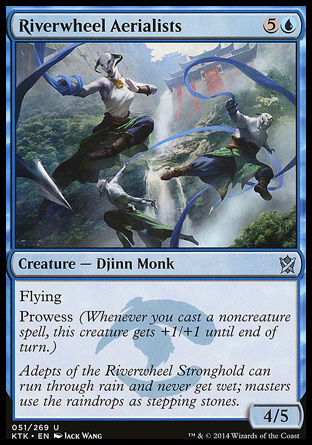 Riverwheel Aerialists 5
Creature — Djinn Monk
Flying
Prowess (Whenever you cast a noncreature
spell, this creature gets +1/+1 until end of
turn.)
Adepts of the Riverwheel Stronghold can
run through rain and never get wet; masters
use the raindrops as stepping stones.
4/5
051/269 U
KTK • EN JACK WANG
™ & © 2014 Wizards of the Coast